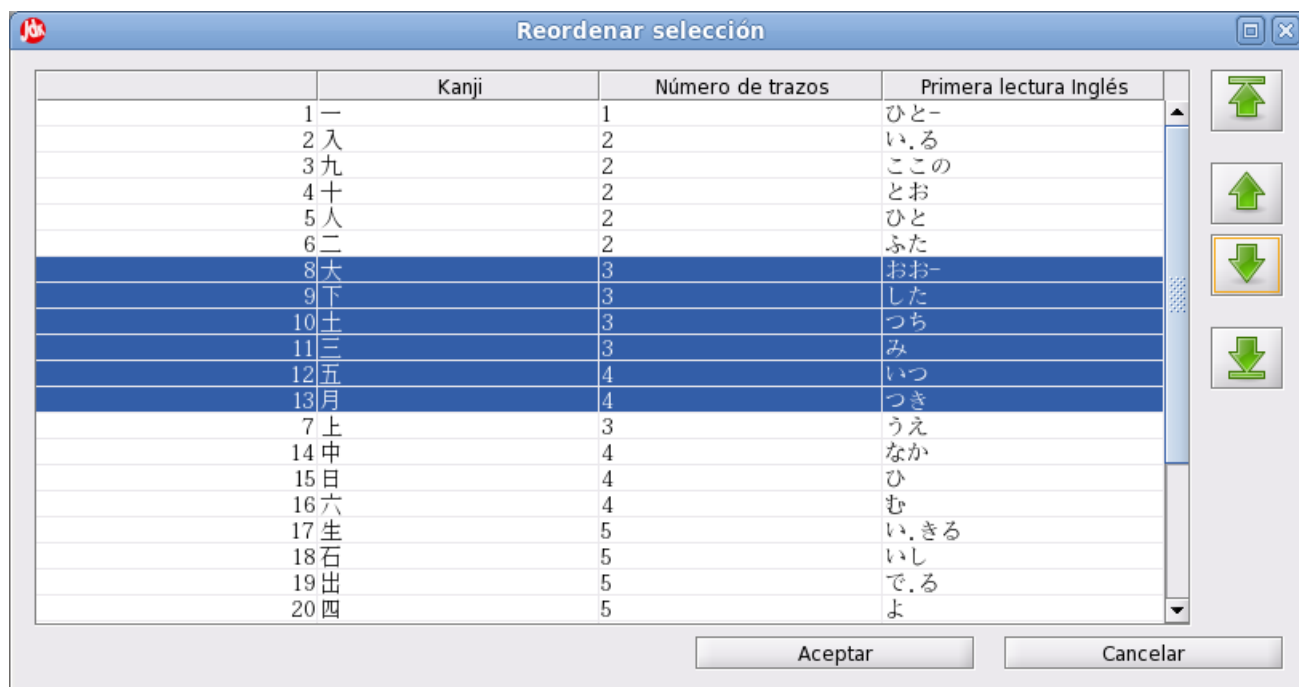 jdk
Reordenar selección
Kanji Número de trazos Primera lectura Inglés
1 一 1 ひと-
2 入 2 い.る
3 九 2 ここの
4 十 2 とお
5 人 2 ひと
6 二 2 ふた
8 大 3 おお-
9 下 3 した
10 土 3 つち
11 三 3 み
12 五 4 いつ
13 月 4 つき
7 上 3 うえ
14 中 4 なか
15 日 4 ひ
16 六 4 む
17 生 5 い.きる
18 石 5 いし
19 出 5 で.る
20 四 5 よ
Aceptar Cancelar